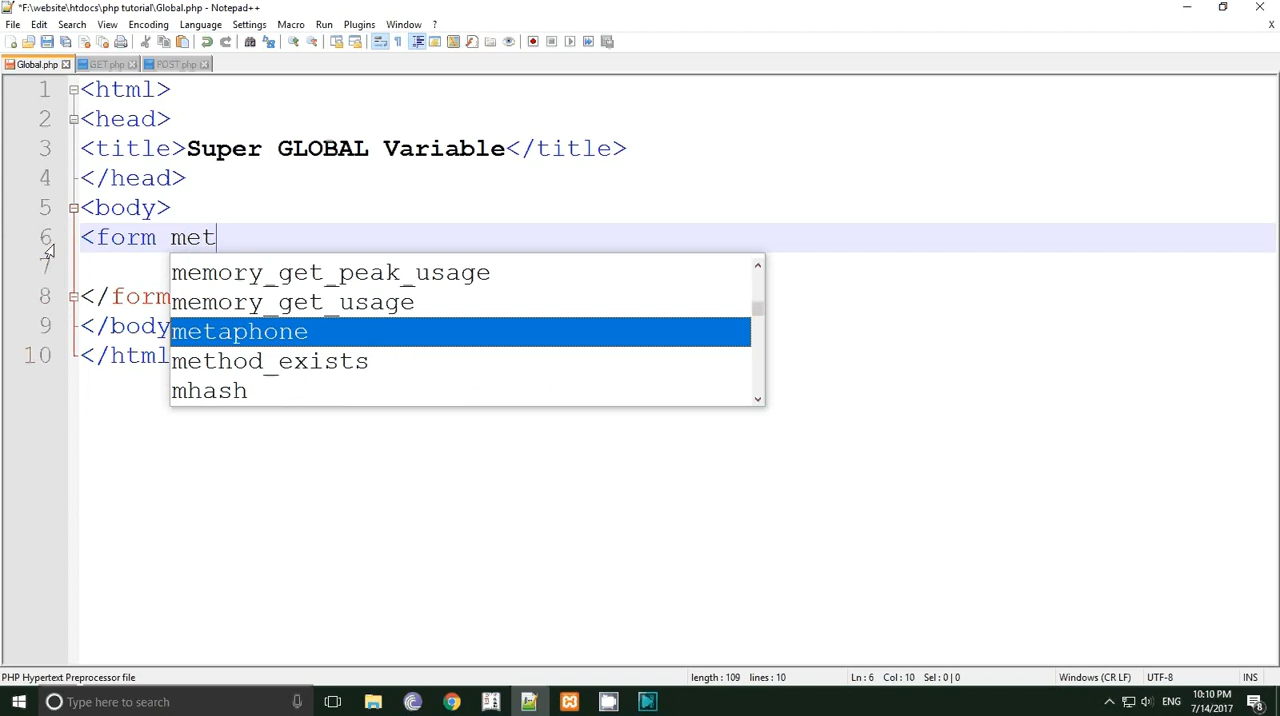 *F:\website\htdocs\php tutorial\Global.php - Notepad++
File Edit Search View Encoding Language Settings Macro Run Plugins Window ? X
Global.php GET.php POST.php
1 <html>
2 <head>
3 <title>Super GLOBAL Variable</title>
4 </head>
5 <body>
6 <form met
7
memory_get_peak_usage
8 </form
memory_get_usage
9 </body
metaphone
10 </html
method_exists
mhash
PHP Hypertext Preprocessor file length : 109 lines : 10 Ln : 6 Col : 10 Sel : 0 | 0 Windows (CR LF) UTF-8 INS
Type here to search ENG 10:10 PM
7/14/2017 8